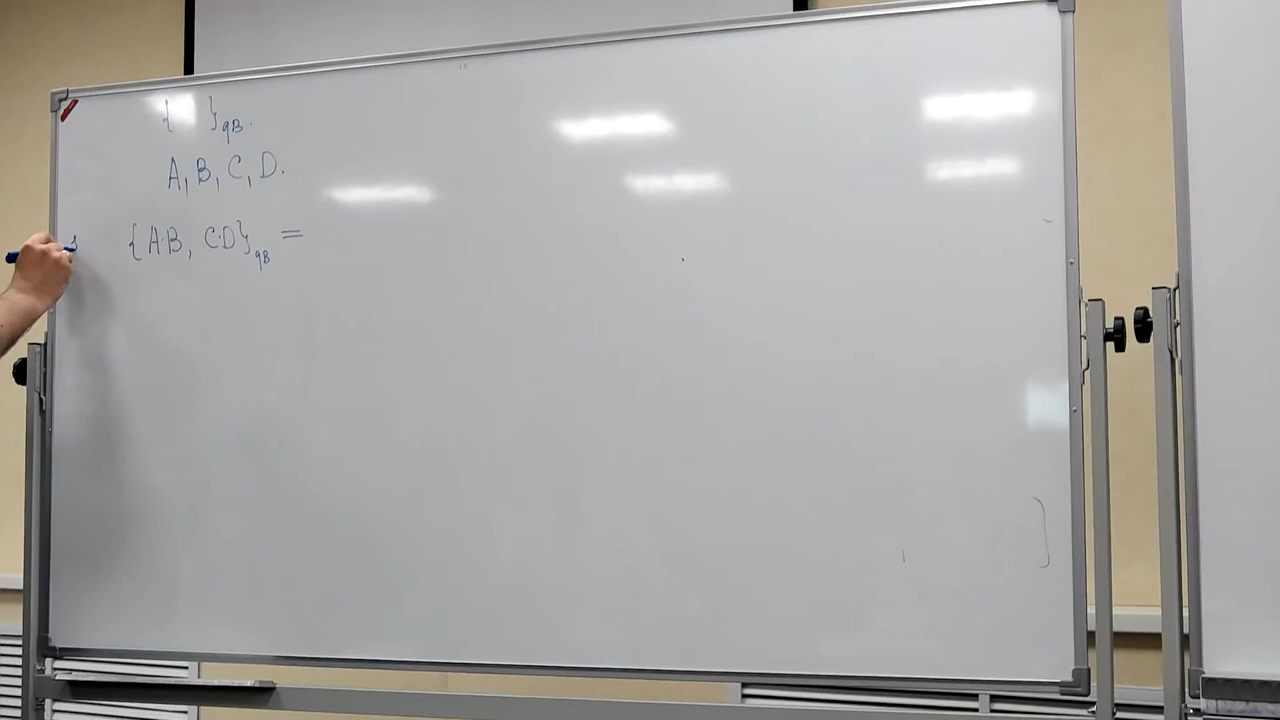 { }qB.
A, B, C, D.
{A·B, C·D}qB =